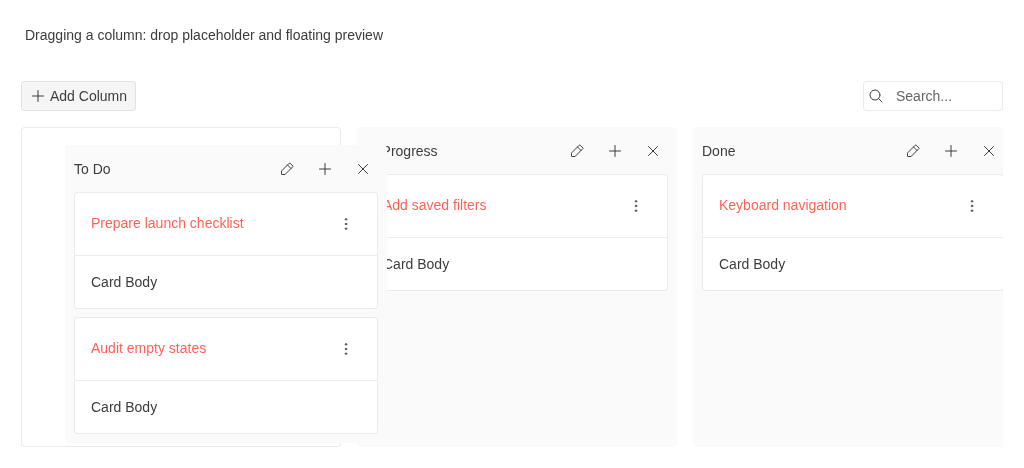 Dragging a column: drop placeholder and floating preview
Add Column
Search...
To Do
Prepare launch checklist
Card Body
Audit empty states
Card Body
Progress
Add saved filters
Card Body
Done
Keyboard navigation
Card Body